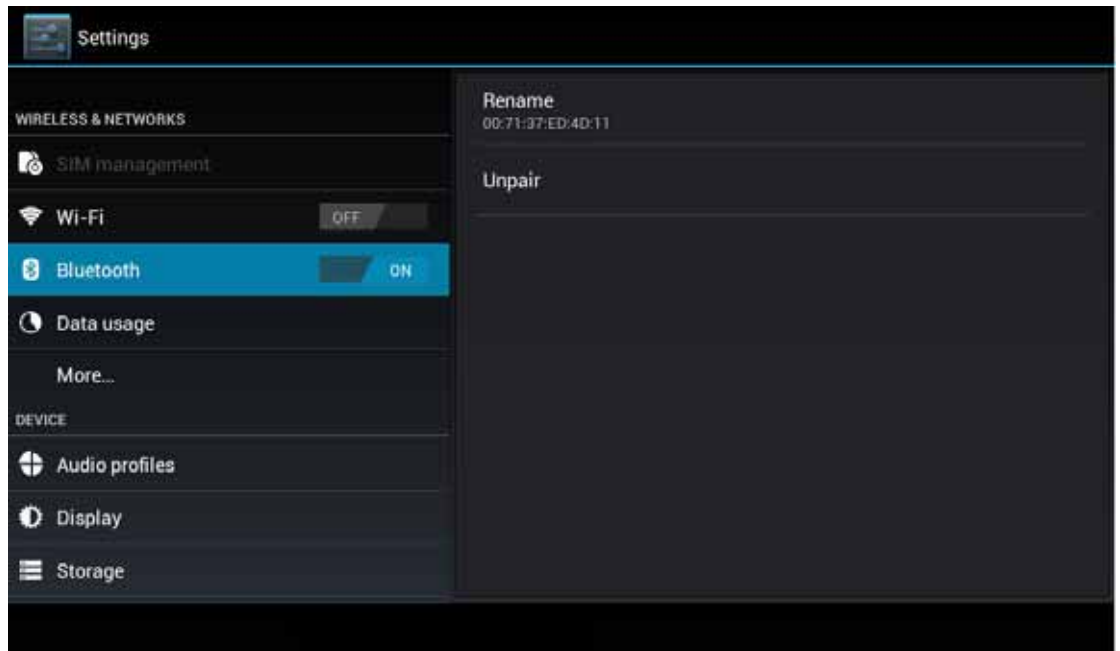 Settings
WIRELESS & NETWORKS
SIM management
Wi-Fi OFF
Bluetooth ON
Data usage
More...
DEVICE
Audio profiles
Display
Storage
Rename
00:71:37:ED:4D:11
Unpair